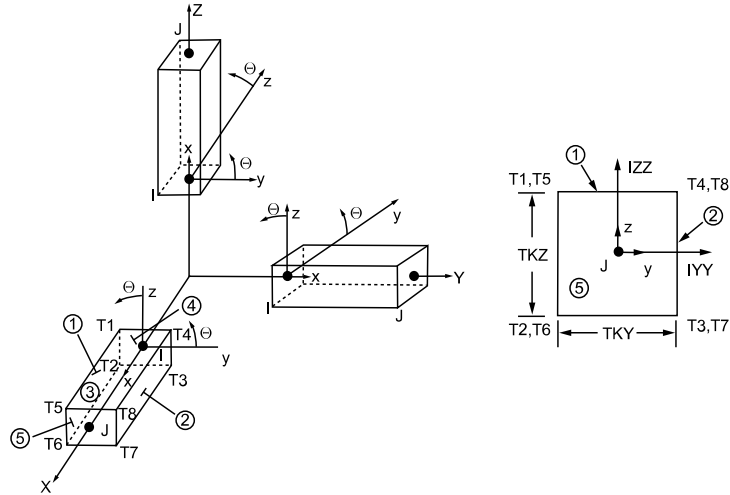 J Z
Θ z
x Θ
I y
Θ z Θ y
x Y
I J
Θ z ④
① T1 T4 Θ
T2 I y
x T3
③
T5 T8 ②
⑤ J
T6 T7
X
① IZZ
T1,T5 T4,T8
②
z
TKZ J y IYY
⑤
T2,T6 TKY T3,T7